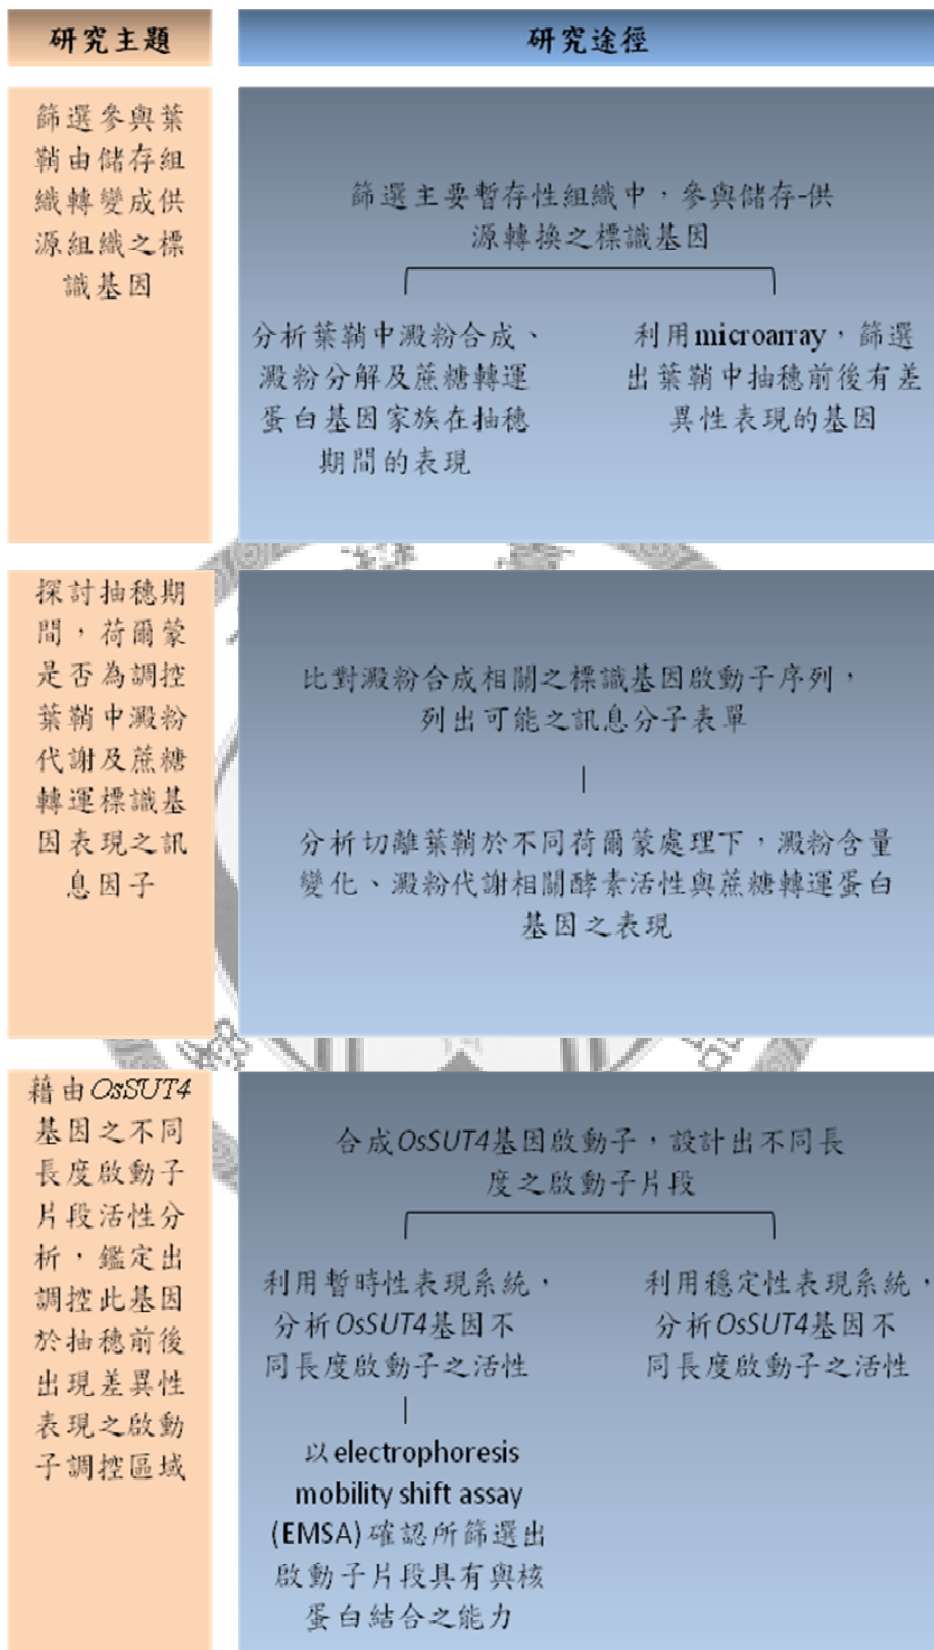 研究主題
研究途徑
篩選參與葉
鞘由儲存組
織轉變成供
源組織之標
識基因
篩選主要暫存性組織中，參與儲存-供
源轉換之標識基因
分析葉鞘中澱粉合成、
澱粉分解及蔗糖轉運
蛋白基因家族在抽穗
期間的表現
利用microarray，篩選
出葉鞘中抽穗前後有差
異性表現的基因
探討抽穗期
間，荷爾蒙
是否為調控
葉鞘中澱粉
代謝及蔗糖
轉運標識基
因表現之訊
息因子
比對澱粉合成相關之標識基因啟動子序列，
列出可能之訊息分子表單
分析切離葉鞘於不同荷爾蒙處理下，澱粉含量
變化、澱粉代謝相關酵素活性與蔗糖轉運蛋白
基因之表現
藉由OsSUT4
基因之不同
長度啟動子
片段活性分
析，鑑定出
調控此基因
於抽穗前後
出現差異性
表現之啟動
子調控區域
合成OsSUT4基因啟動子，設計出不同長
度之啟動子片段
利用暫時性表現系統，
分析OsSUT4基因不
同長度啟動子之活性
以electrophoresis
mobility shift assay
(EMSA)確認所篩選出
啟動子片段具有與核
蛋白結合之能力
利用穩定性表現系統，
分析OsSUT4基因不
同長度啟動子之活性